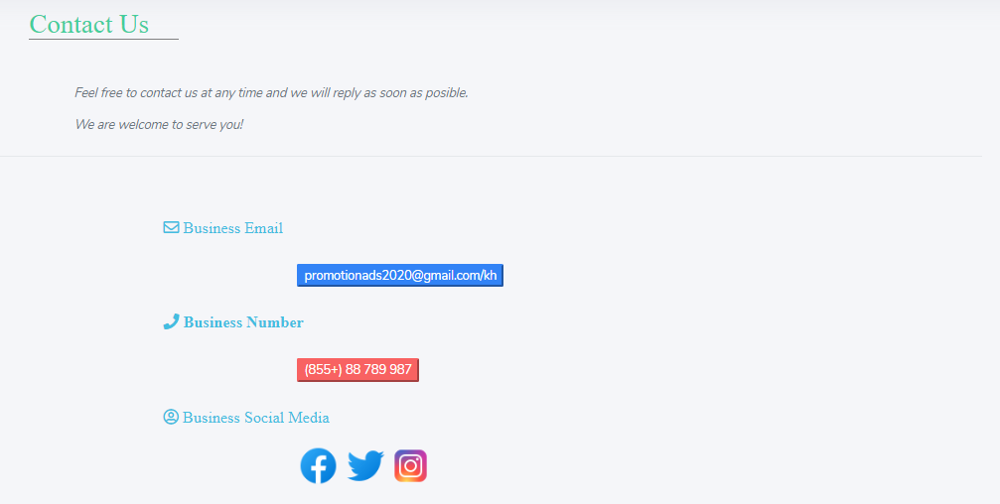 Contact Us
Feel free to contact us at any time and we will reply as soon as posible.
We are welcome to serve you!
Business Email
promotionads2020@gmail.com/kh
Business Number
(855+) 88 789 987
Business Social Media